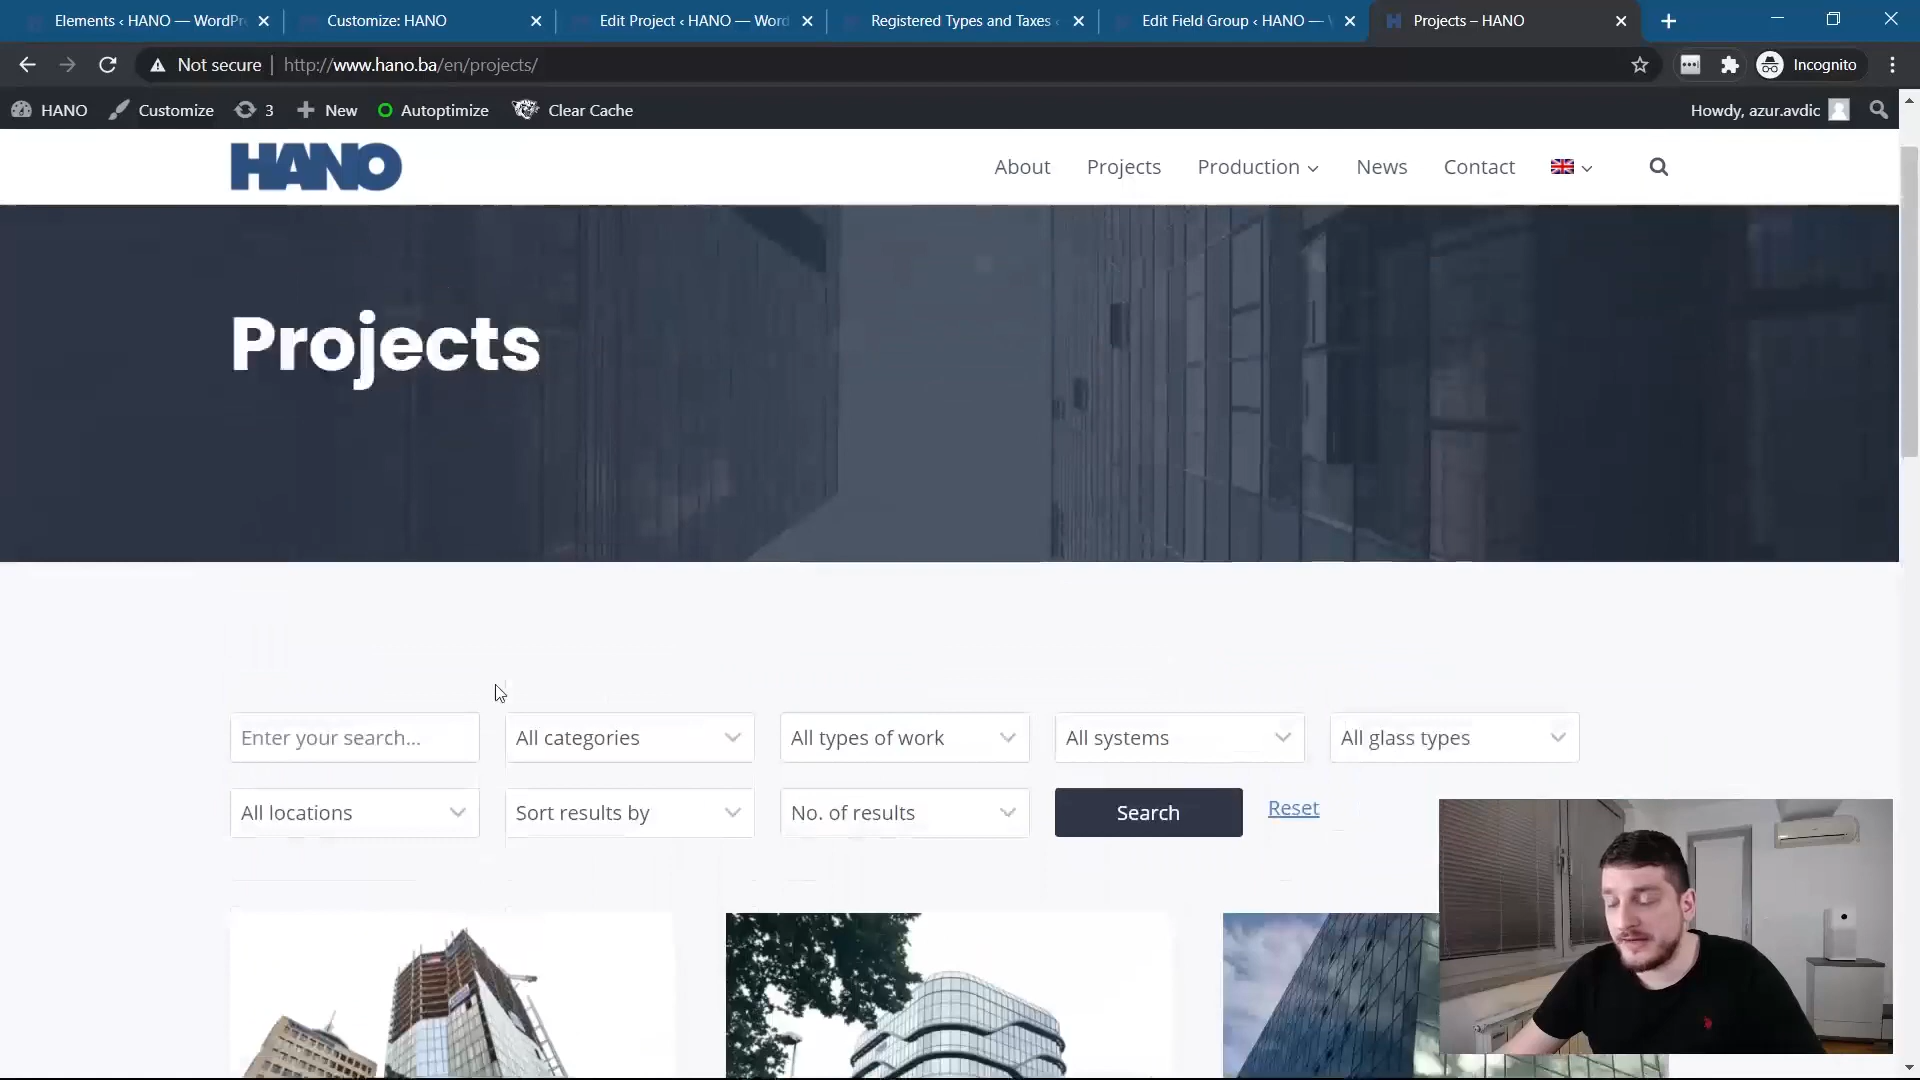 Elements ‹ HANO — WordPre
Customize: HANO
Edit Project ‹ HANO — Word
Registered Types and Taxes ‹
Edit Field Group ‹ HANO —
Projects – HANO
Not secure
http://www.hano.ba/en/projects/
Incognito
HANO
Customize
3
New
Autoptimize
Clear Cache
Howdy, azur.avdic
HANO
About
Projects
Production
News
Contact
Projects
Enter your search...
All categories
All types of work
All systems
All glass types
All locations
Sort results by
No. of results
Search
Reset